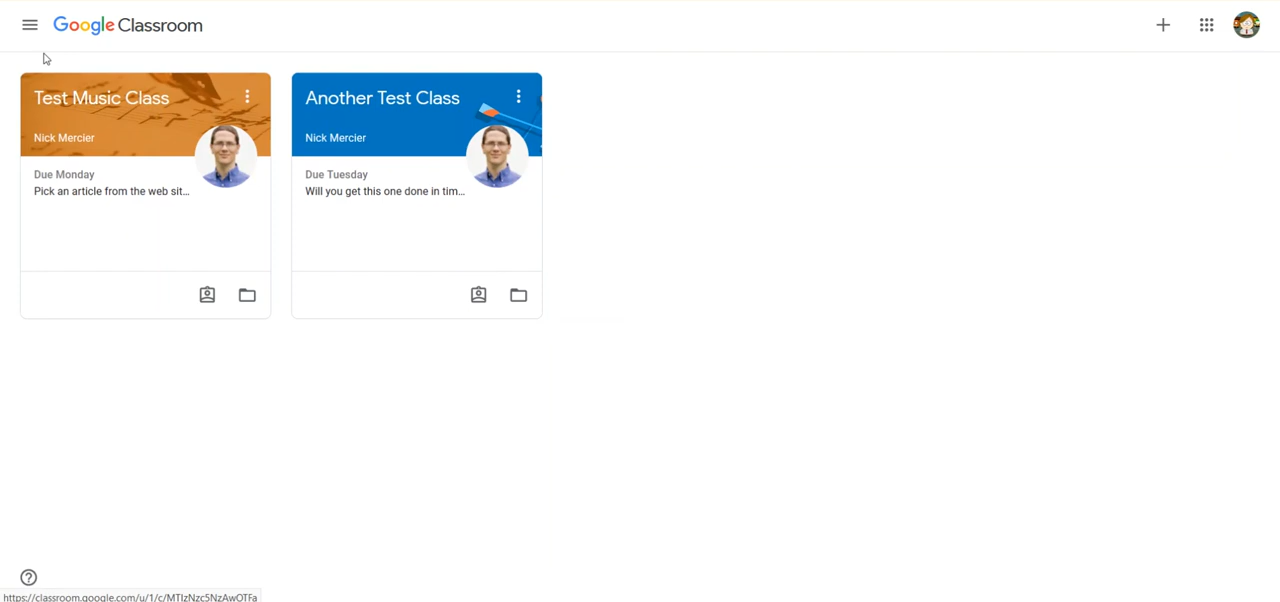 Google Classroom
Test Music Class
Nick Mercier
Due Monday
Pick an article from the web sit...
Another Test Class
Nick Mercier
Due Tuesday
Will you get this one done in tim...
https://classroom.google.com/u/1/c/MTIzNzc5NzAwOTFa